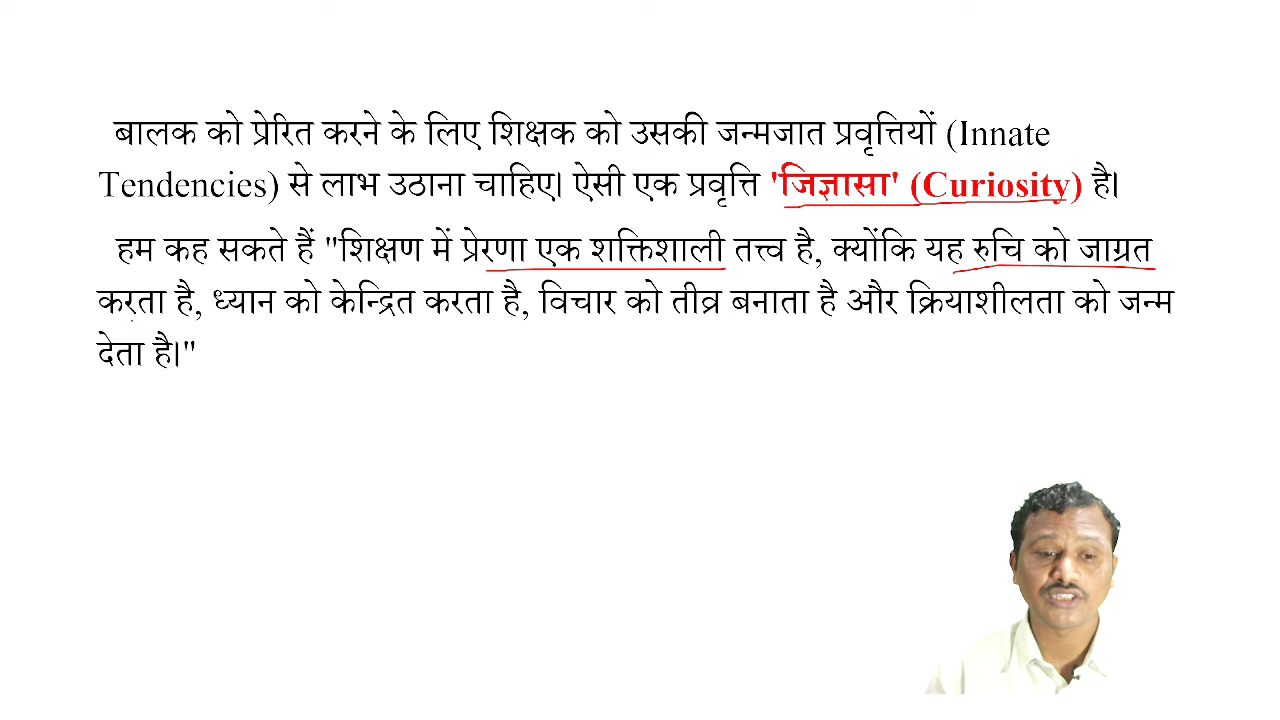 बालक को प्रेरित करने के लिए शिक्षक को उसकी जन्मजात प्रवृत्तियों (Innate
Tendencies) से लाभ उठाना चाहिए। ऐसी एक प्रवृत्ति 'जिज्ञासा' (Curiosity) है।
हम कह सकते हैं "शिक्षण में प्रेरणा एक शक्तिशाली तत्त्व है, क्योंकि यह रुचि को जाग्रत
करता है, ध्यान को केन्द्रित करता है, विचार को तीव्र बनाता है और क्रियाशीलता को जन्म
देता है।"